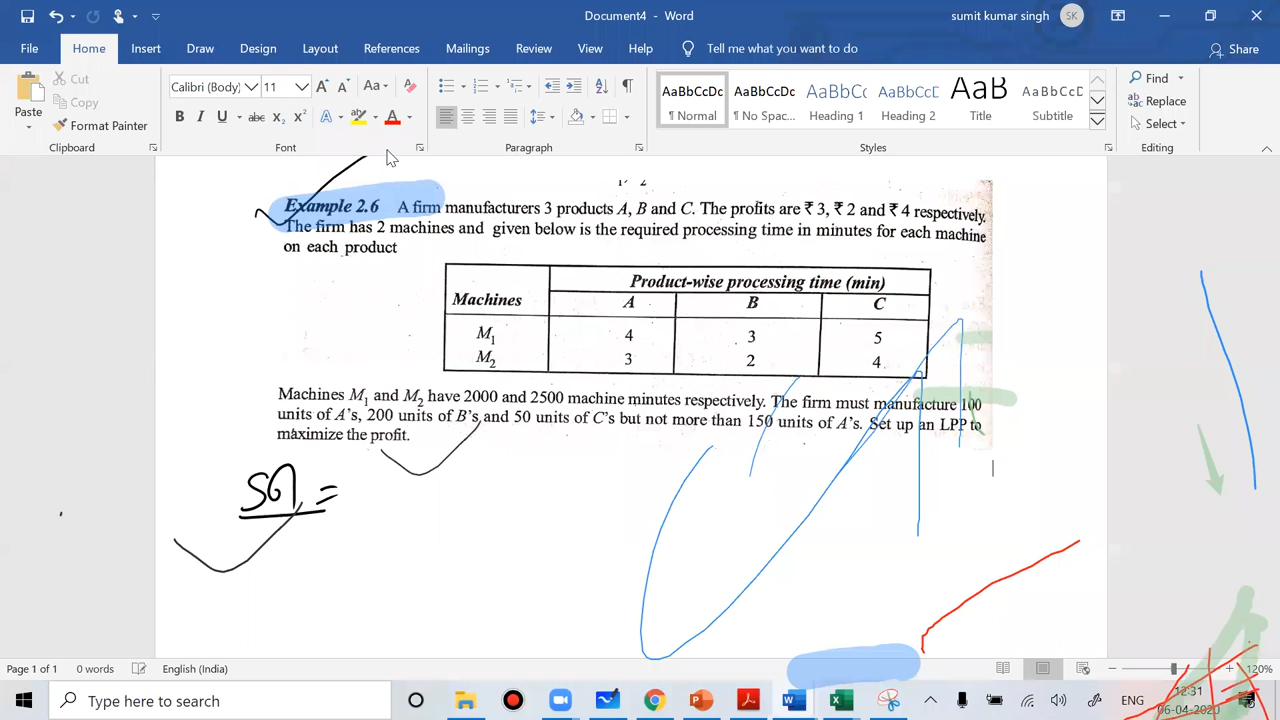 Document4 - Word
sumit kumar singh
SK
File Home Insert Draw Design Layout References Mailings Review View Help Tell me what you want to do Share
Paste
Cut
Copy
Format Painter
Clipboard
Calibri (Body) 11
Font
Paragraph
AaBbCcDc AaBbCcDc AaBbCc AaBbCcD AaB AaBbCcD
¶ Normal ¶ No Spac... Heading 1 Heading 2 Title Subtitle
Styles
Find
Replace
Select
Editing
Example 2.6 A firm manufacturers 3 products A, B and C. The profits are ₹ 3, ₹ 2 and ₹ 4 respectively.
The firm has 2 machines and given below is the required processing time in minutes for each machine
on each product
Product-wise processing time (min)
Machines A B C
M1 4 3 5
M2 3 2 4
Machines M1 and M2 have 2000 and 2500 machine minutes respectively. The firm must manufacture 100
units of A's, 200 units of B's and 50 units of C's but not more than 150 units of A's. Set up an LPP to
maximize the profit.
Page 1 of 1 0 words English (India) 120%
Type here to search
ENG
12:31
06-04-2020